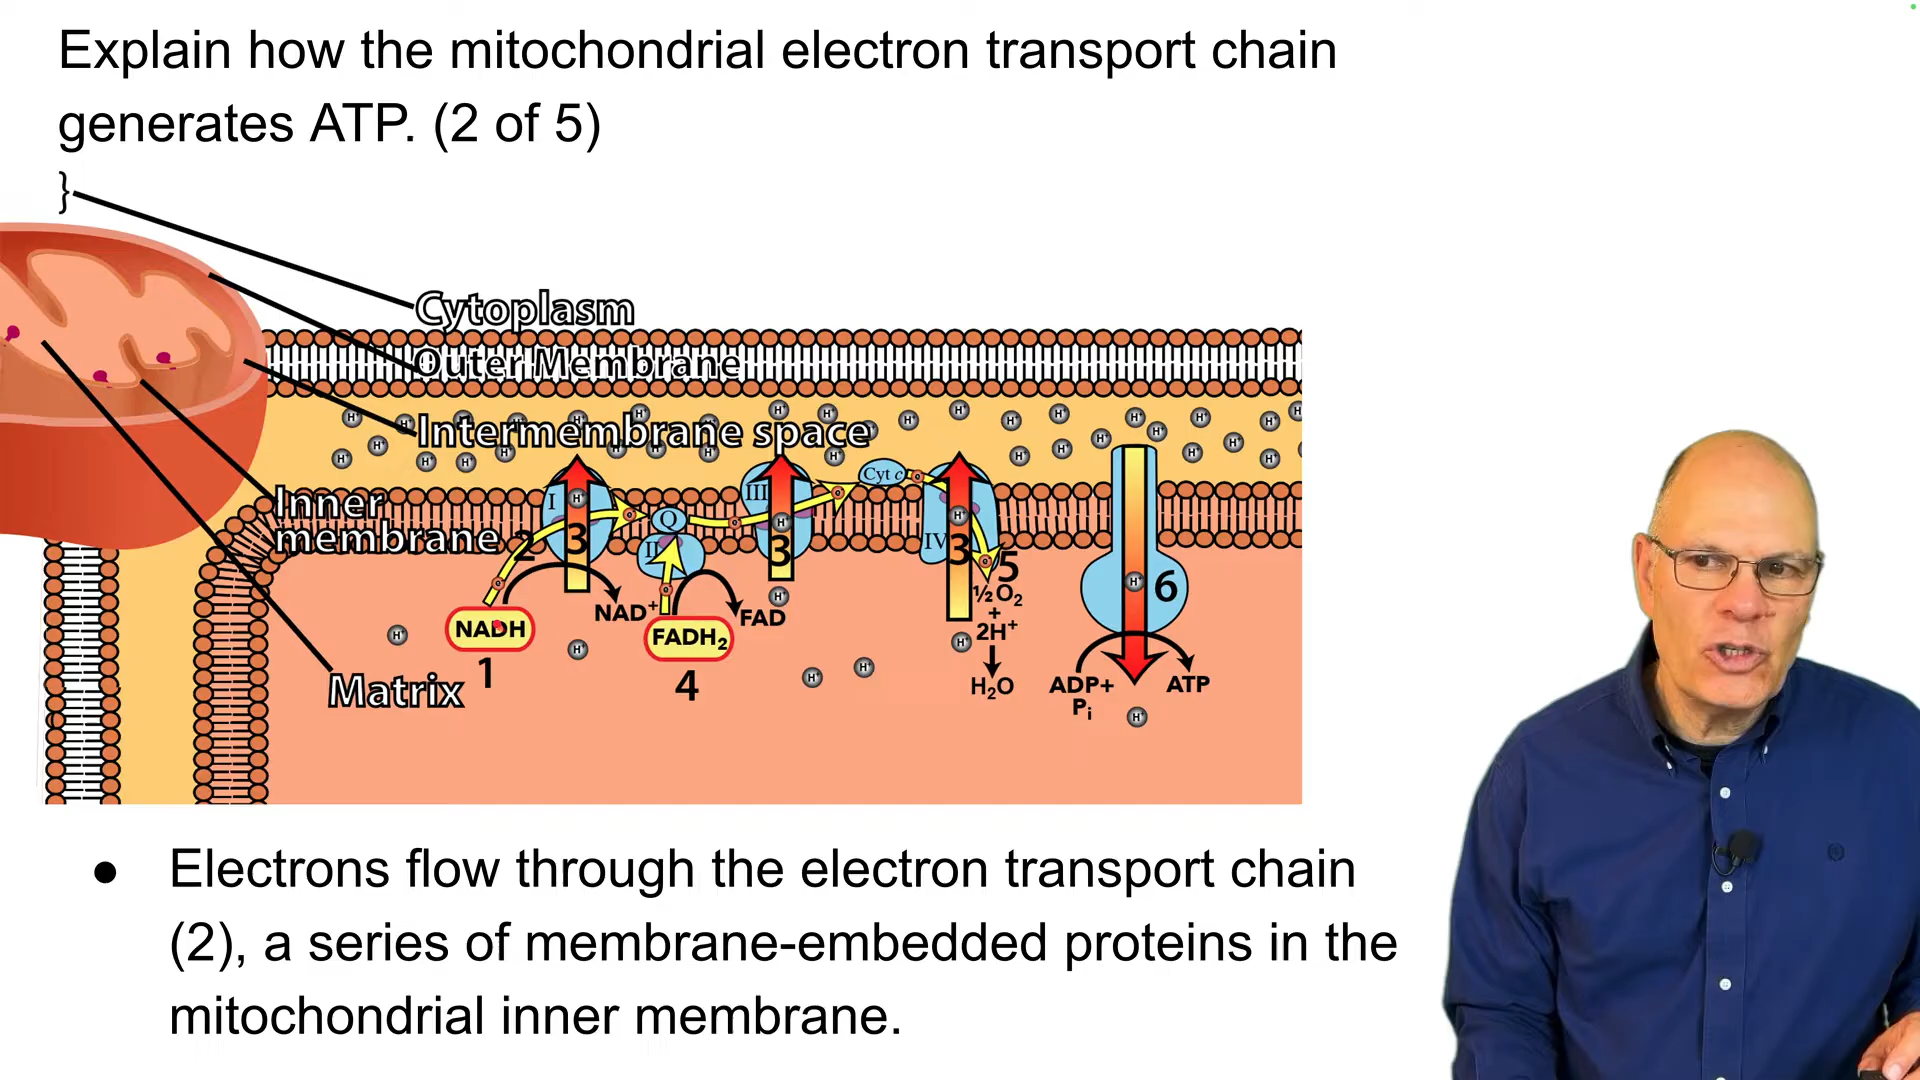 Explain how the mitochondrial electron transport chain
generates ATP. (2 of 5)
}
Cytoplasm
Outer Membrane
Intermembrane space
Inner
membrane
2
I
3
Q
II
III
3
Cyt c
IV
3
5
½O₂
+
2H⁺
H₂O
6
NADH
1
NAD⁺
FADH₂
4
FAD
ADP+
Pi
ATP
H⁺
Matrix
● Electrons flow through the electron transport chain
(2), a series of membrane-embedded proteins in the
mitochondrial inner membrane.